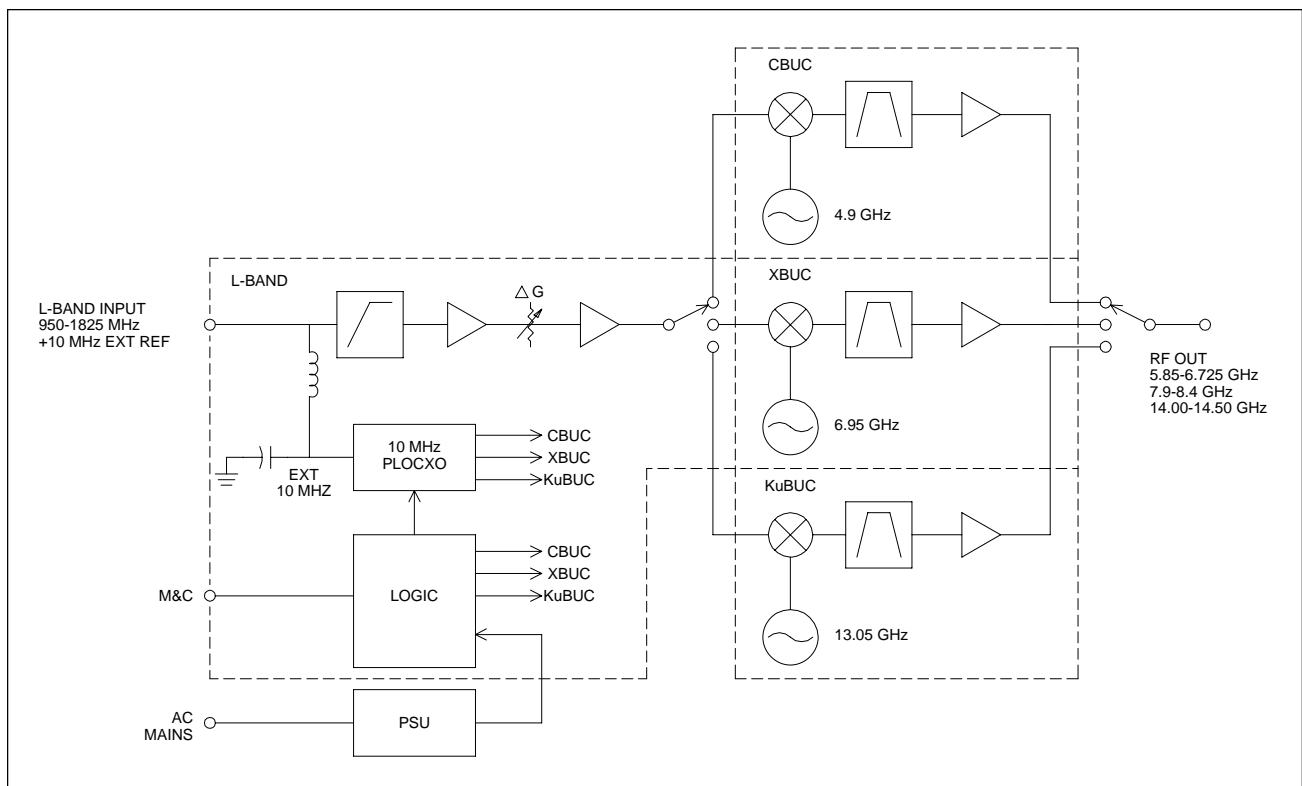 CBUC
4.9 GHz
L-BAND
XBUC
△ G
L-BAND INPUT
950-1825 MHz
+10 MHz EXT REF
RF OUT
5.85-6.725 GHz
7.9-8.4 GHz
14.00-14.50 GHz
6.95 GHz
10 MHz
PLOCXO
CBUC
XBUC
KuBUC
EXT
10 MHZ
KuBUC
CBUC
XBUC
KuBUC
M&C
LOGIC
13.05 GHz
AC
MAINS
PSU